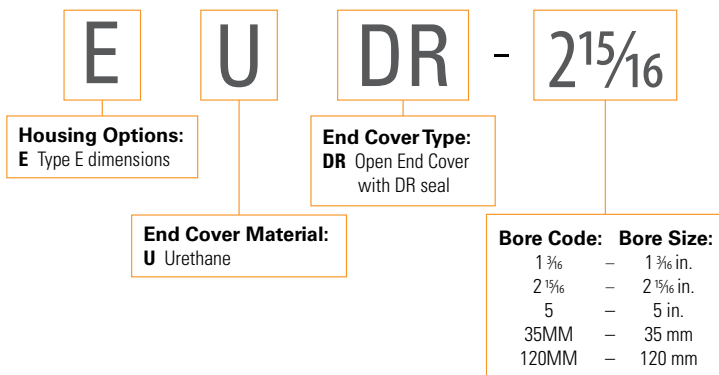 E U DR - 2 15/16
Housing Options:
E Type E dimensions
End Cover Type:
DR Open End Cover
with DR seal
End Cover Material:
U Urethane
Bore Code: Bore Size:
1 3/16 – 1 3/16 in.
2 15/16 – 2 15/16 in.
5 – 5 in.
35MM – 35 mm
120MM – 120 mm